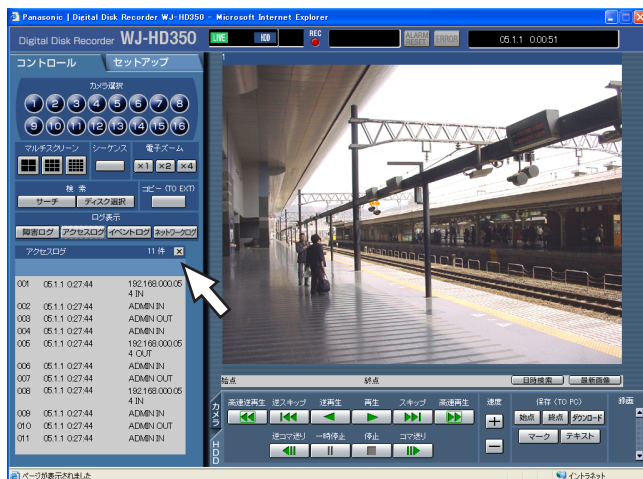 Panasonic | Digital Disk Recorder WJ-HD350 - Microsoft Internet Explorer
Digital Disk Recorder WJ-HD350
LIVE HDD REC ALARM RESET ERROR 05.1.1 0:00:51
コントロール セットアップ
1
カメラ選択
1 2 3 4 5 6 7 8
9 10 11 12 13 14 15 16
マルチスクリーン シーケンス 電子ズーム
×1 ×2 ×4
検 索 コピー (TO EXT)
サーチ ディスク選択
ログ表示
障害ログ アクセスログ イベントログ ネットワークログ
アクセスログ 11 件
001 05.1.1 0:27:44 192.168.000.05
4 IN
002 05.1.1 0:27:44 ADMIN IN
003 05.1.1 0:27:44 ADMIN OUT
004 05.1.1 0:27:44 ADMIN IN
005 05.1.1 0:27:44 192.168.000.05
4 OUT
006 05.1.1 0:27:44 ADMIN IN
007 05.1.1 0:27:44 ADMIN OUT
008 05.1.1 0:27:44 192.168.000.05
4 IN
009 05.1.1 0:27:44 ADMIN IN
010 05.1.1 0:27:44 ADMIN OUT
011 05.1.1 0:27:44 ADMIN IN
始点 終点 日時検索 最新画像
カメラ
HDD
高速逆再生 逆スキップ 逆再生 再生 スキップ 高速再生 速度 保存 (TO PC) 録画
始点 終点 ダウンロード
逆コマ送り 一時停止 停止 コマ送り
マーク テキスト
ページが表示されました イントラネット